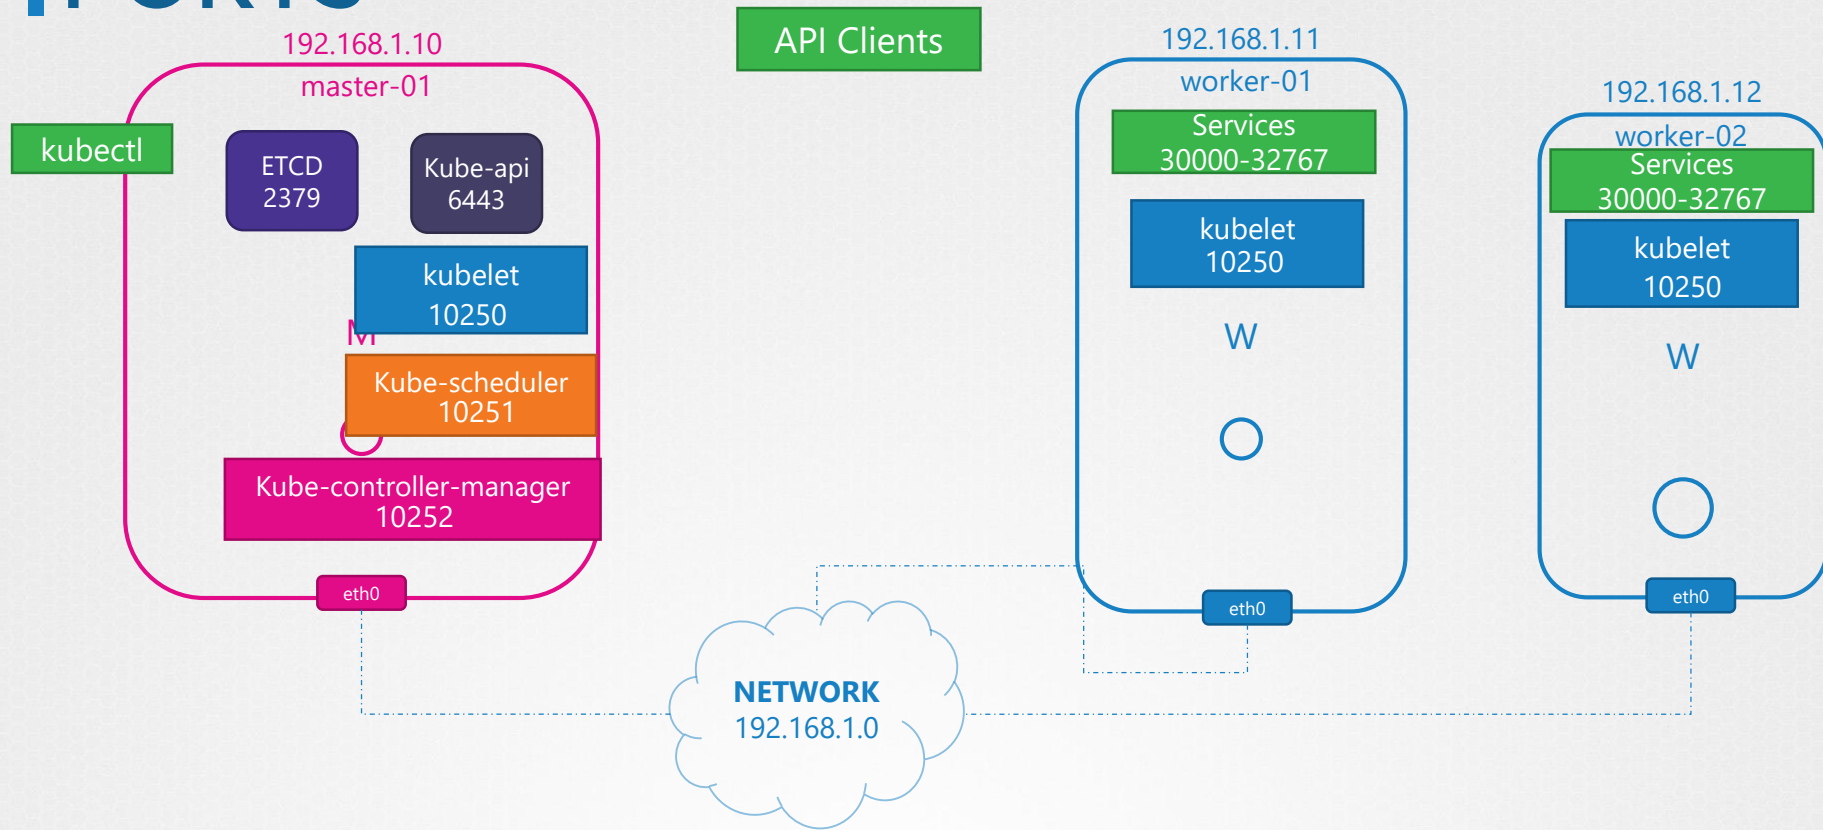 PORTS
192.168.1.10
master-01
kubectl
ETCD
2379
Kube-api
6443
kubelet
10250
M
Kube-scheduler
10251
Kube-controller-manager
10252
eth0
API Clients
192.168.1.11
worker-01
Services
30000-32767
kubelet
10250
W
eth0
192.168.1.12
worker-02
Services
30000-32767
kubelet
10250
W
eth0
NETWORK
192.168.1.0